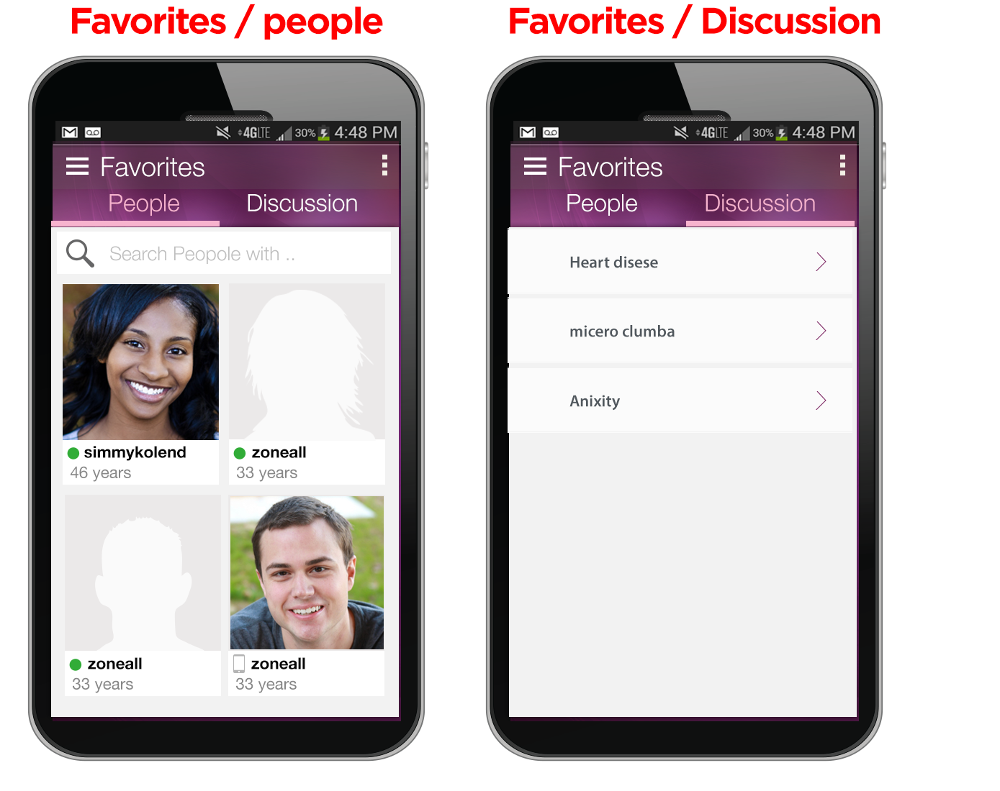 Favorites / people
Favorites / Discussion
4GLTE 30% 4:48 PM
Favorites
People Discussion
Search Peopole with ..
simmykolend
46 years
zoneall
33 years
zoneall
33 years
zoneall
33 years
4GLTE 30% 4:48 PM
Favorites
People Discussion
Heart disese
micero clumba
Anixity